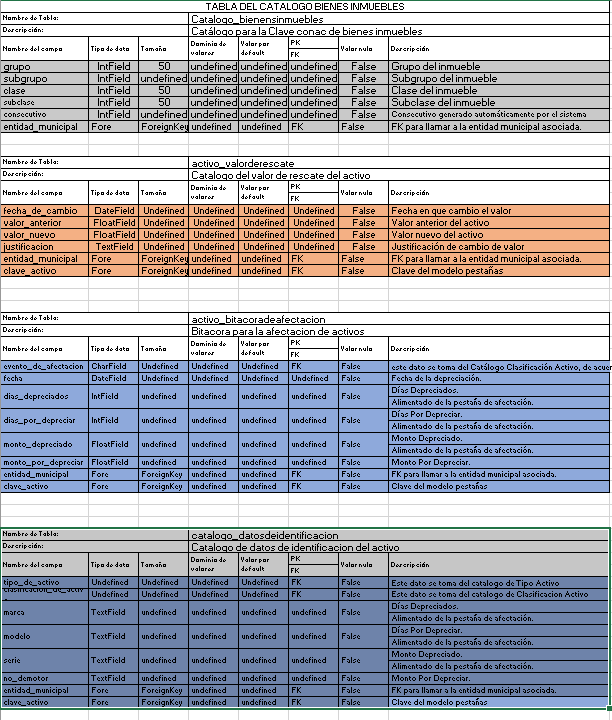 TABLA DEL CATALOGO BIENES INMUEBLES
Nombre de Tabla: Catalogo_bienensinmuebles
Descripción: Catálogo para la Clave conac de bienes inmuebles
Nombre del campo Tipo de dato Tamaño Dominio de valores Valor por default PK FK Valor nulo Descripción
grupo IntField 50 undefined undefined undefined False Grupo del inmueble
subgrupo IntField undefined undefined undefined undefined False Subgrupo del inmueble
clase IntField 50 undefined undefined undefined False Clase del inmueble
subclase IntField 50 undefined undefined undefined False Subclase del inmueble
consecutivo IntField undefined undefined undefined undefined False Consecutivo generado automáticamente por el sistema
entidad_municipal Fore ForeignKey undefined undefined FK False FK para llamar a la entidad municipal asociada.
Nombre de Tabla: activo_valorderescate
Descripción: Catalogo del valor de rescate del activo
Nombre del campo Tipo de dato Tamaño Dominio de valores Valor por default PK FK Valor nulo Descripción
fecha_de_cambio DateField Undefined Undefined Undefined Undefined False Fecha en que cambio el valor
valor_anterior FloatField Undefined Undefined Undefined Undefined False Valor anterior del activo
valor_nuevo FloatField Undefined Undefined Undefined Undefined False Valor nuevo del activo
justificacion TextField Undefined Undefined Undefined Undefined False Justificación de cambio de valor
entidad_municipal Fore ForeignKey undefined undefined FK False FK para llamar a la entidad municipal asociada.
clave_activo Fore ForeignKey undefined undefined FK False Clave del modelo pestañas
Nombre de Tabla: activo_bitacoradeafectacion
Descripción: Bitacora para la afectacion de activos
Nombre del campo Tipo de dato Tamaño Dominio de valores Valor por default PK FK Valor nulo Descripción
evento_de_afectacion CharField Undefined Undefined Undefined FK False este dato se toma del Catálogo Clasificación Activo, de acuer
fecha DateField Undefined Undefined Undefined Undefined False Fecha de la depreciación.
dias_depreciados IntField undefined undefined undefined undefined False Días Depreciados.
Alimentado de la pestaña de afectación.
dias_por_depreciar IntField undefined undefined undefined undefined False Días Por Depreciar.
Alimentado de la pestaña de afectación.
monto_depreciado FloatField undefined undefined undefined undefined False Monto Depreciado.
Alimentado de la pestaña de afectación.
monto_por_depreciar FloatField undefined undefined undefined undefined False Monto Por Depreciar.
entidad_municipal Fore ForeignKey undefined undefined FK False FK para llamar a la entidad municipal asociada.
clave_activo Fore ForeignKey undefined undefined FK False Clave del modelo pestañas
Nombre de Tabla: catalogo_datosdeidentificacion
Descripción: Catalogo de datos de identificacion del activo
Nombre del campo Tipo de dato Tamaño Dominio de valores Valor por default PK FK Valor nulo Descripción
tipo_de_activo Undefined Undefined Undefined Undefined FK False Este dato se toma del catalogo de Tipo Activo
clasificacion_de_activ Undefined Undefined Undefined Undefined FK False Este dato se toma del catalogo de Clasificacion Activo
marca TextField undefined undefined undefined undefined False Días Depreciados.
Alimentado de la pestaña de afectación.
modelo TextField undefined undefined undefined undefined False Días Por Depreciar.
Alimentado de la pestaña de afectación.
serie TextField undefined undefined undefined undefined False Monto Depreciado.
Alimentado de la pestaña de afectación.
no_demotor TextField undefined undefined undefined undefined False Monto Por Depreciar.
entidad_municipal Fore ForeignKey undefined undefined FK False FK para llamar a la entidad municipal asociada.
clave_activo Fore ForeignKey undefined undefined FK False Clave del modelo pestañas